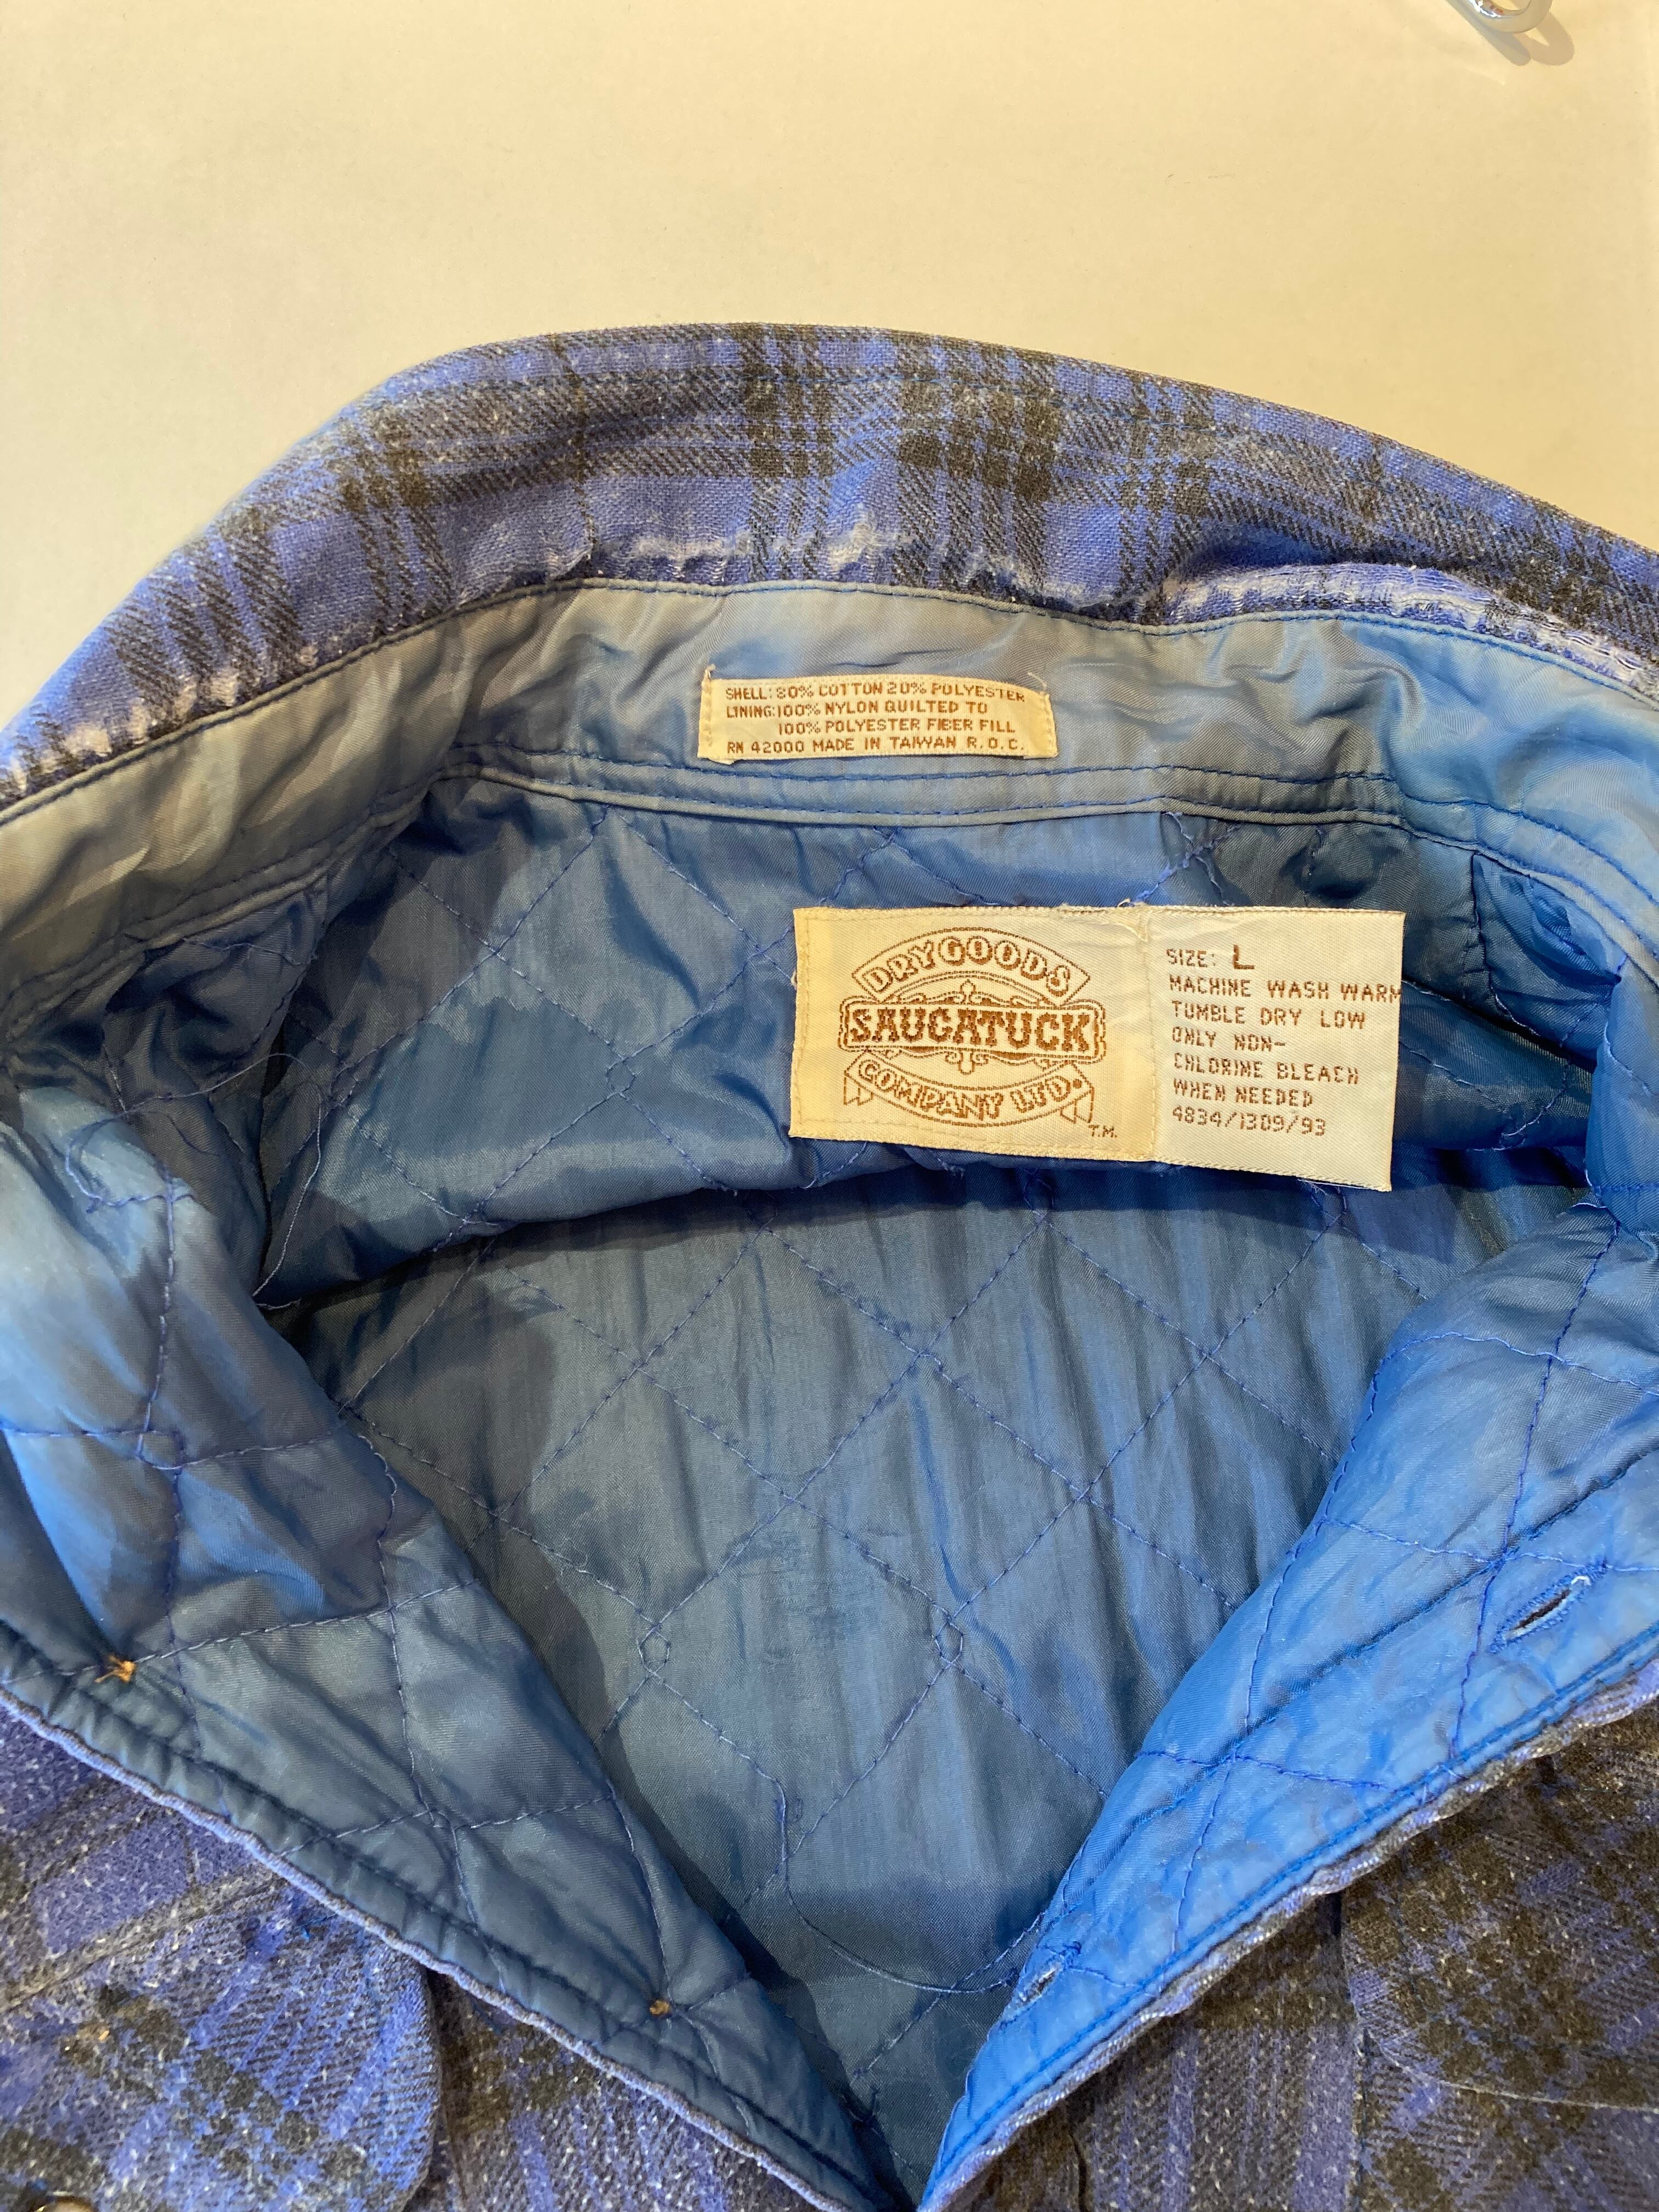 SHELL: 80% COTTON 20% POLYESTER
LINING: 100% NYLON QUILTED TO
100% POLYESTER FIBER FILL
RN 42000 MADE IN TAIWAN R.O.C.
DRY GOODS
SAUGATUCK
COMPANY LTD.
T.M.
SIZE: L
MACHINE WASH WARM
TUMBLE DRY LOW
ONLY NON-
CHLORINE BLEACH
WHEN NEEDED
4834/1309/93